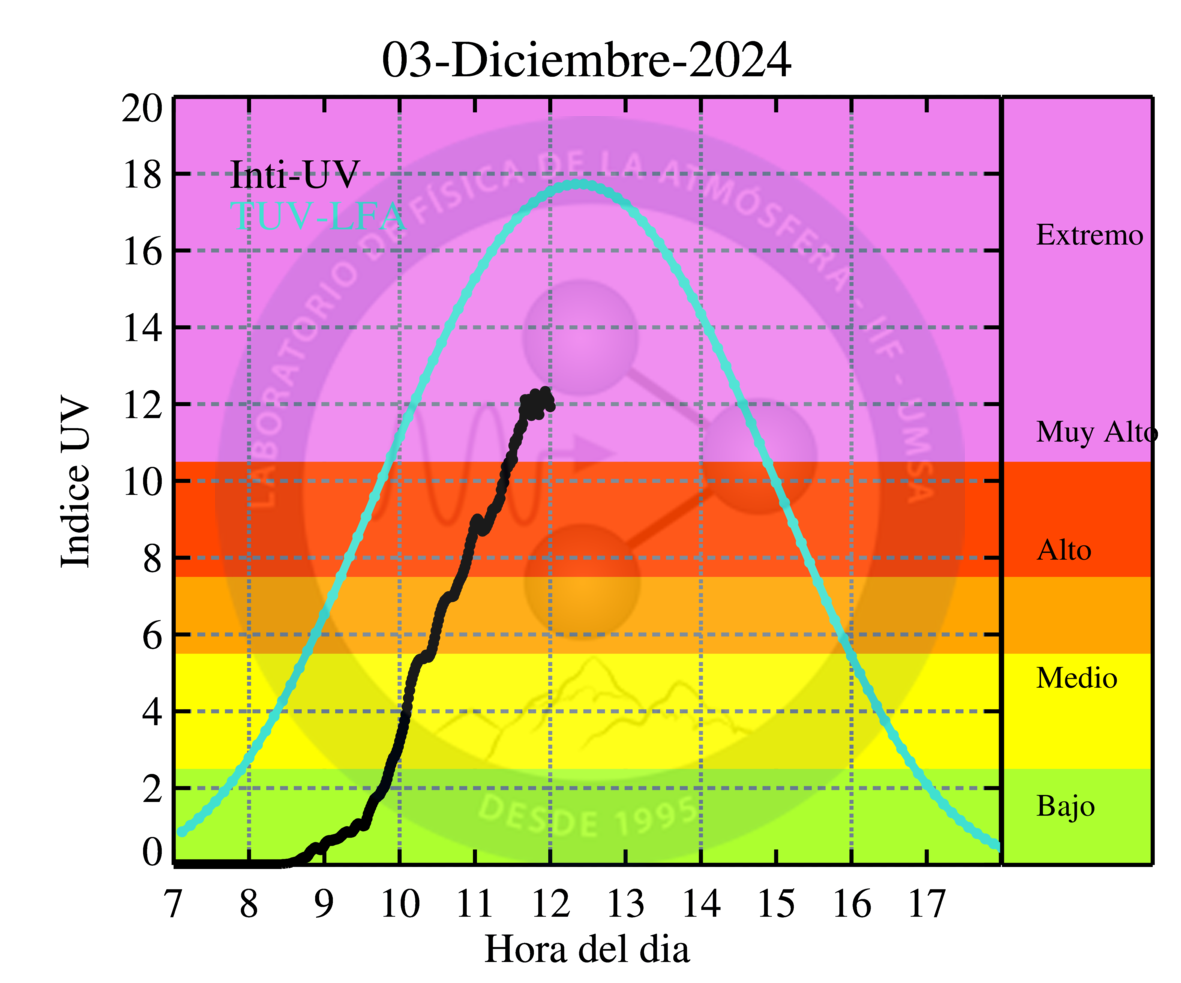 03-Diciembre-2024
20
18
16
14
12
10
8
6
4
2
0
Indice UV
Inti-UV
TUV-LFA
LABORATORIO DE FÍSICA DE LA ATMÓSFERA - IIF - UMSA
DESDE 1995
Extremo
Muy Alto
Alto
Medio
Bajo
7 8 9 10 11 12 13 14 15 16 17
Hora del dia